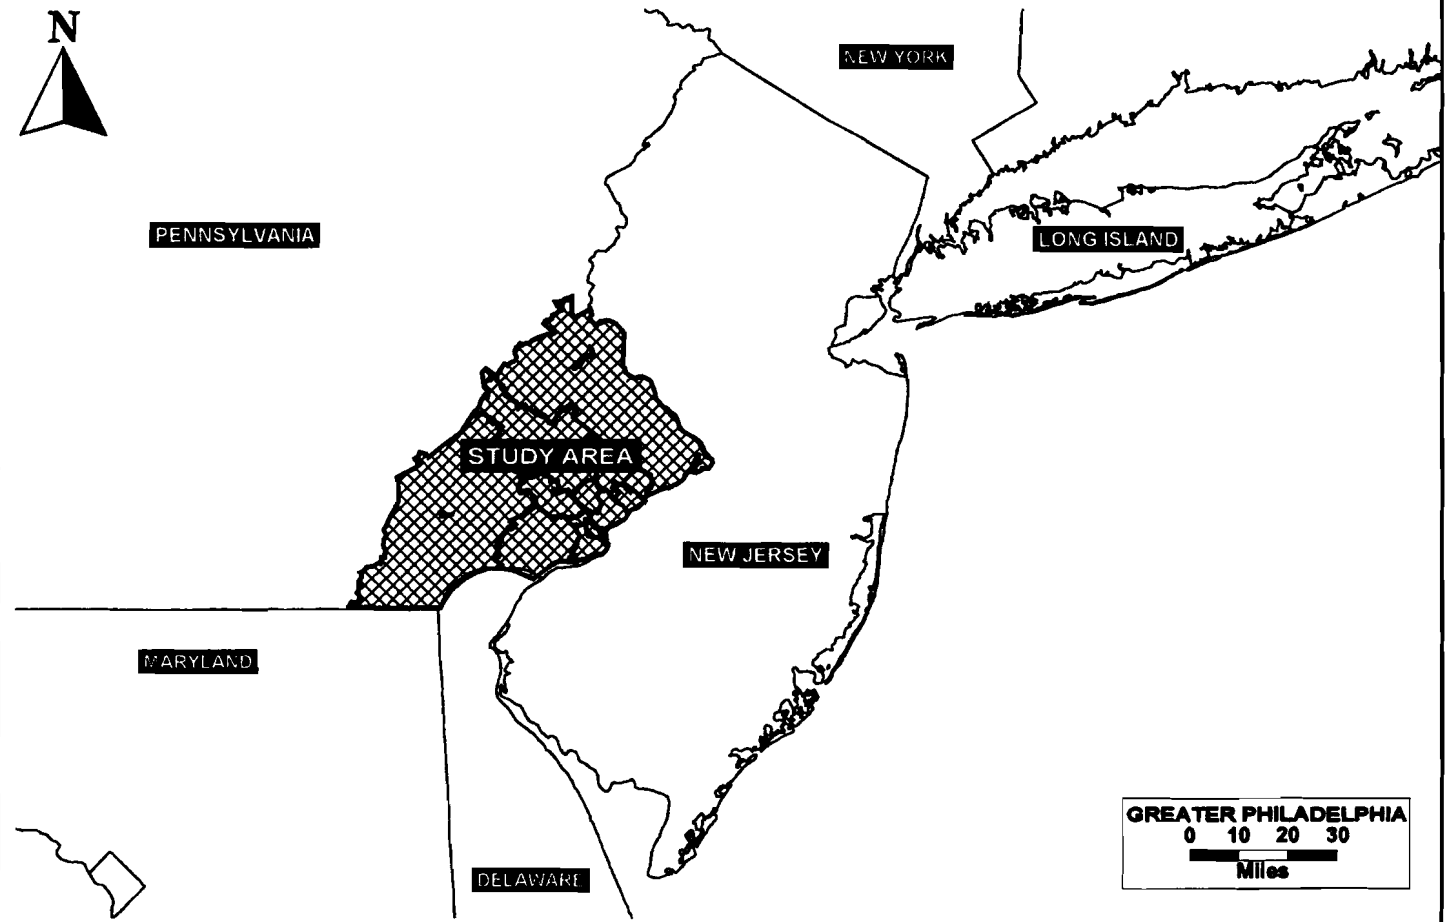 N
NEW YORK
PENNSYLVANIA
LONG ISLAND
STUDY AREA
NEW JERSEY
MARYLAND
GREATER PHILADELPHIA
0 10 20 30
Miles
DELAWARE